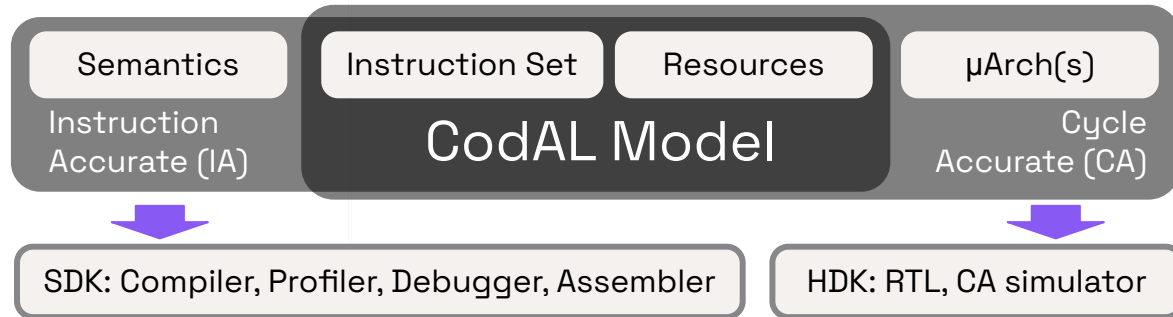 Semantics
Instruction Set
Resources
µArch(s)
Instruction
Accurate (IA)
CodAL Model
Cycle
Accurate (CA)
SDK: Compiler, Profiler, Debugger, Assembler
HDK: RTL, CA simulator